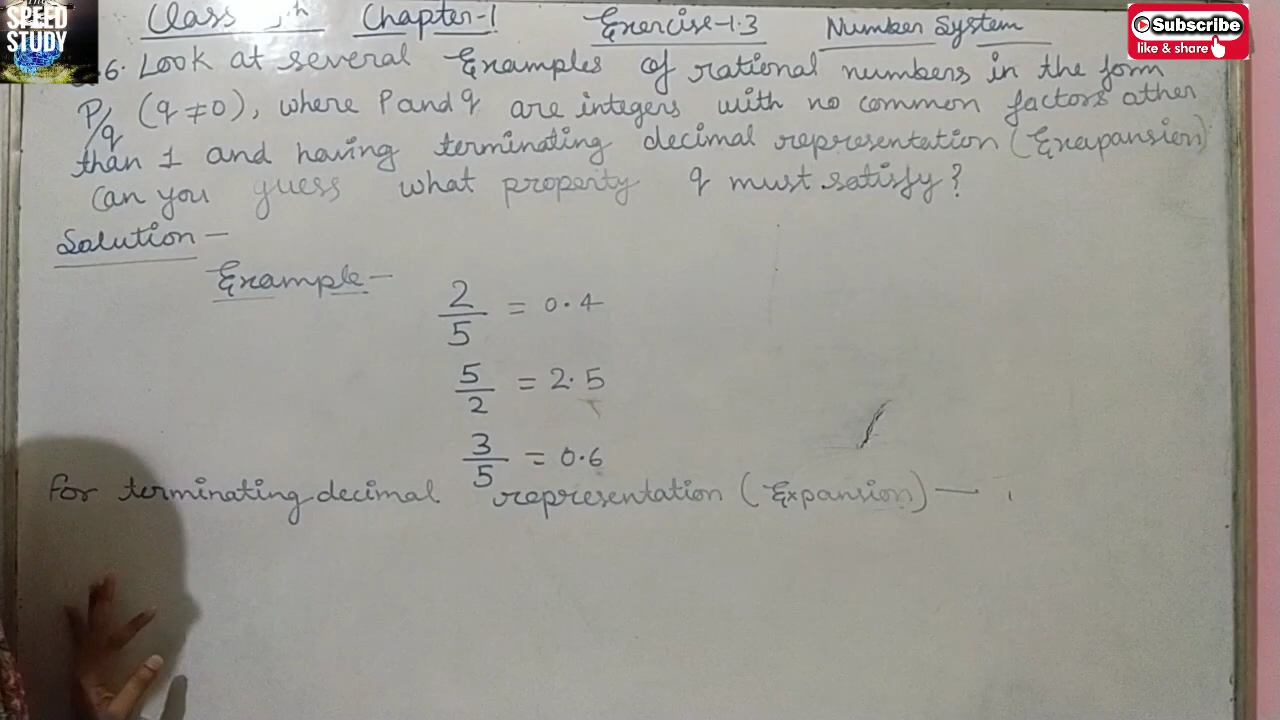 SPEED
STUDY
Subscribe
like & share
Class th Chapter-1 Exercise-1.3 Number System
6. Look at several Examples of rational numbers in the form
P/q (q ≠ 0), where P and q are integers with no common factors ather
than 1 and having terminating decimal representation (Exapansion)
Can you guess what property q must satisfy?
Solution -
Example -
2/5 = 0.4
5/2 = 2.5
3/5 = 0.6
For terminating decimal representation (Expansion) —